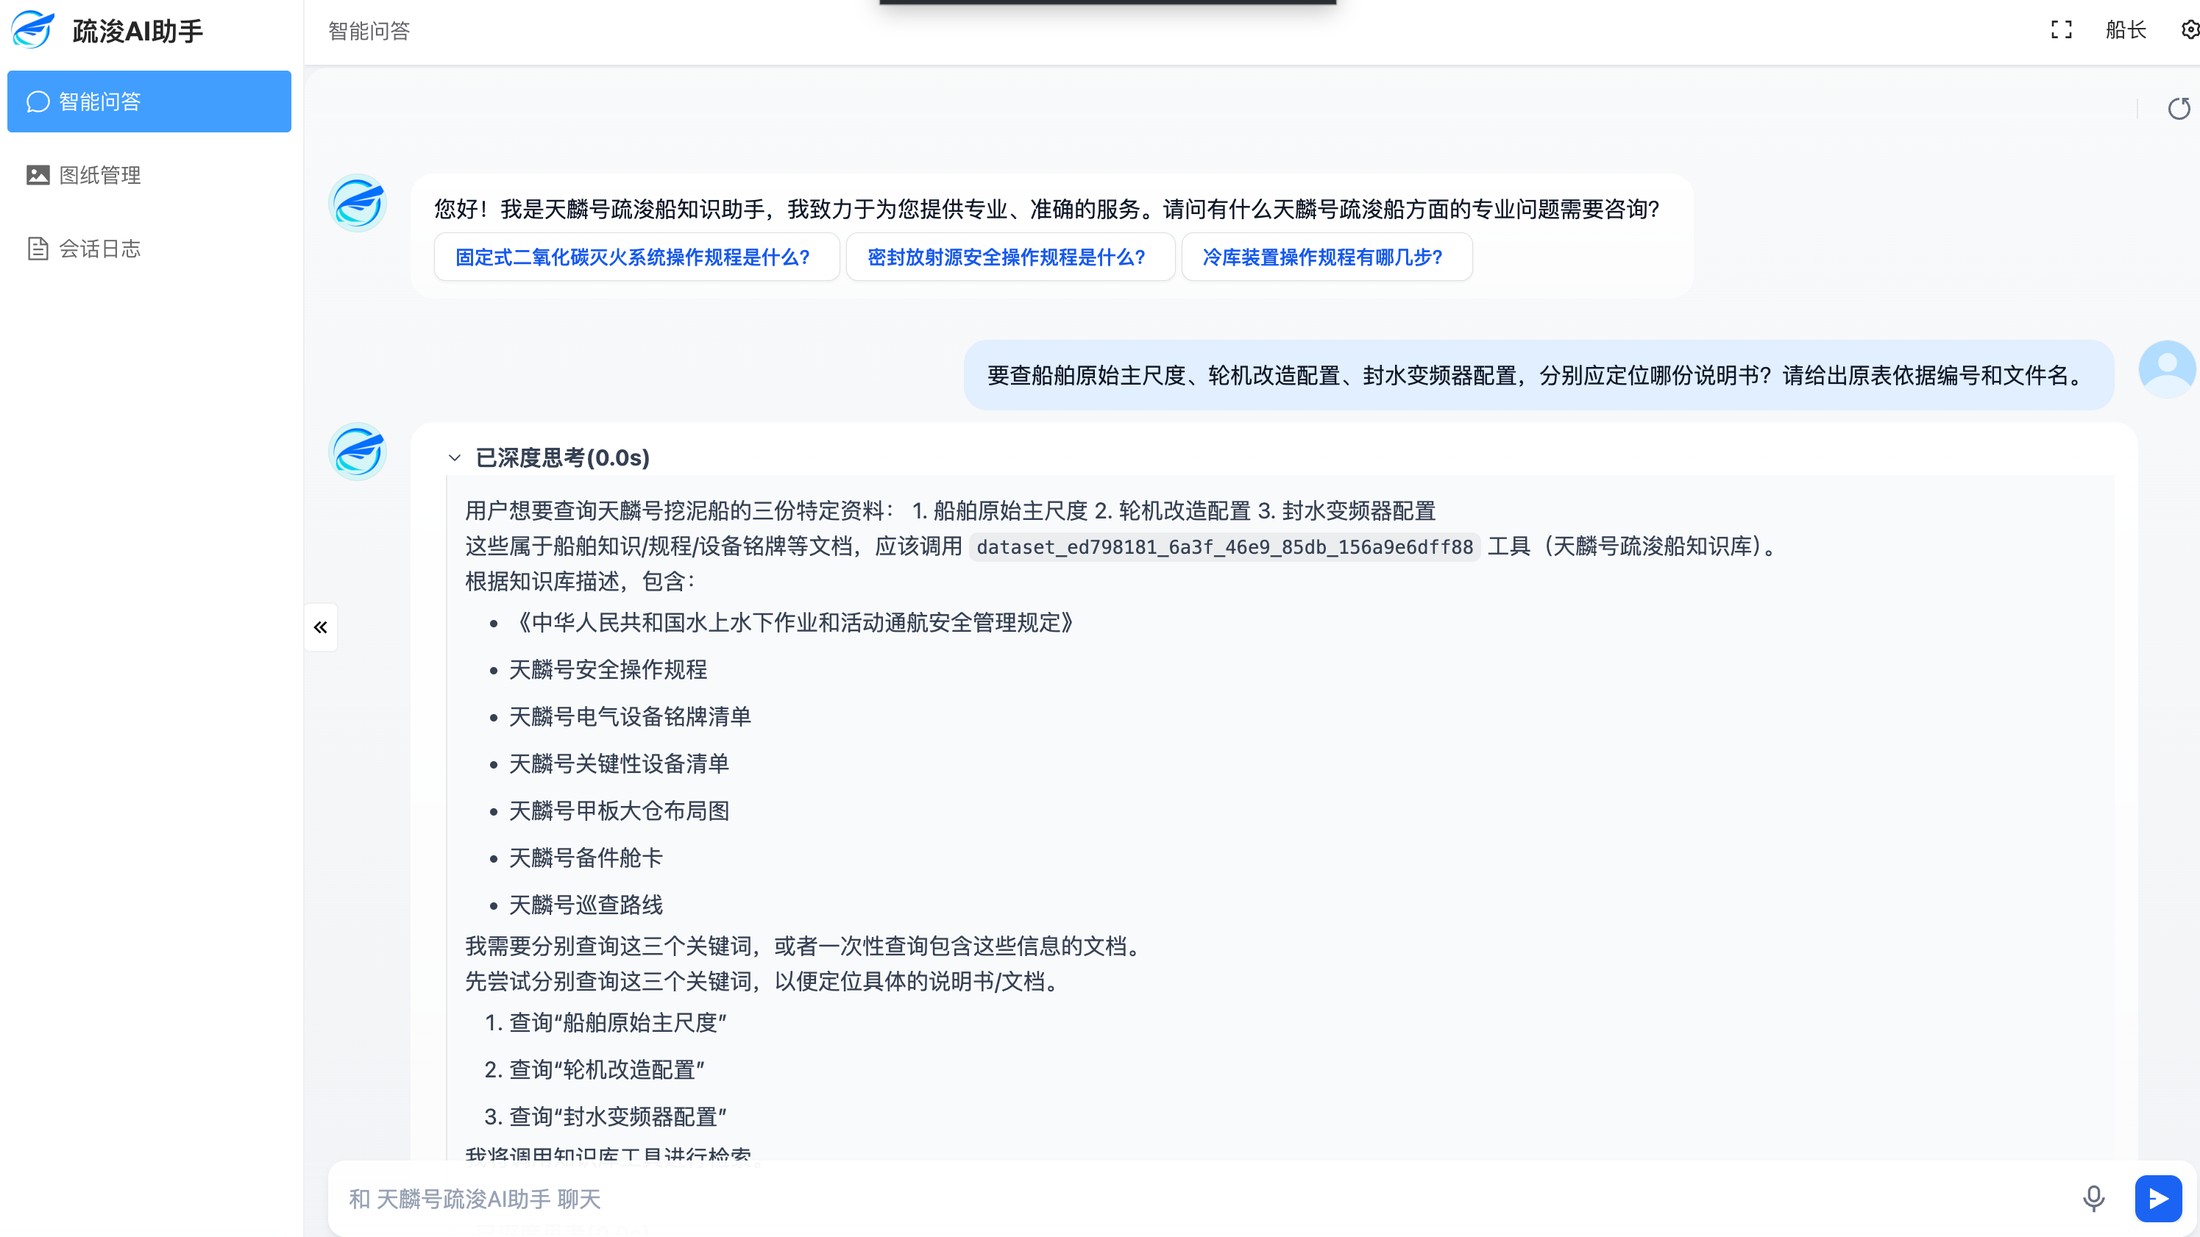 疏浚AI助手
智能问答
图纸管理
会话日志
智能问答
船长
您好！我是天麟号疏浚船知识助手，我致力于为您提供专业、准确的服务。请问有什么天麟号疏浚船方面的专业问题需要咨询？
固定式二氧化碳灭火系统操作规程是什么？
密封放射源安全操作规程是什么？
冷库装置操作规程有哪几步？
要查船舶原始主尺度、轮机改造配置、封水变频器配置，分别应定位哪份说明书？请给出原表依据编号和文件名。
已深度思考(0.0s)
用户想要查询天麟号挖泥船的三份特定资料： 1. 船舶原始主尺度 2. 轮机改造配置 3. 封水变频器配置
这些属于船舶知识/规程/设备铭牌等文档，应该调用 dataset_ed798181_6a3f_46e9_85db_156a9e6dff88 工具（天麟号疏浚船知识库）。
根据知识库描述，包含：
• 《中华人民共和国水上水下作业和活动通航安全管理规定》
• 天麟号安全操作规程
• 天麟号电气设备铭牌清单
• 天麟号关键性设备清单
• 天麟号甲板大仓布局图
• 天麟号备件舱卡
• 天麟号巡查路线
我需要分别查询这三个关键词，或者一次性查询包含这些信息的文档。
先尝试分别查询这三个关键词，以便定位具体的说明书/文档。
1. 查询“船舶原始主尺度”
2. 查询“轮机改造配置”
3. 查询“封水变频器配置”
我将调用知识库工具进行检索
和 天麟号疏浚AI助手 聊天